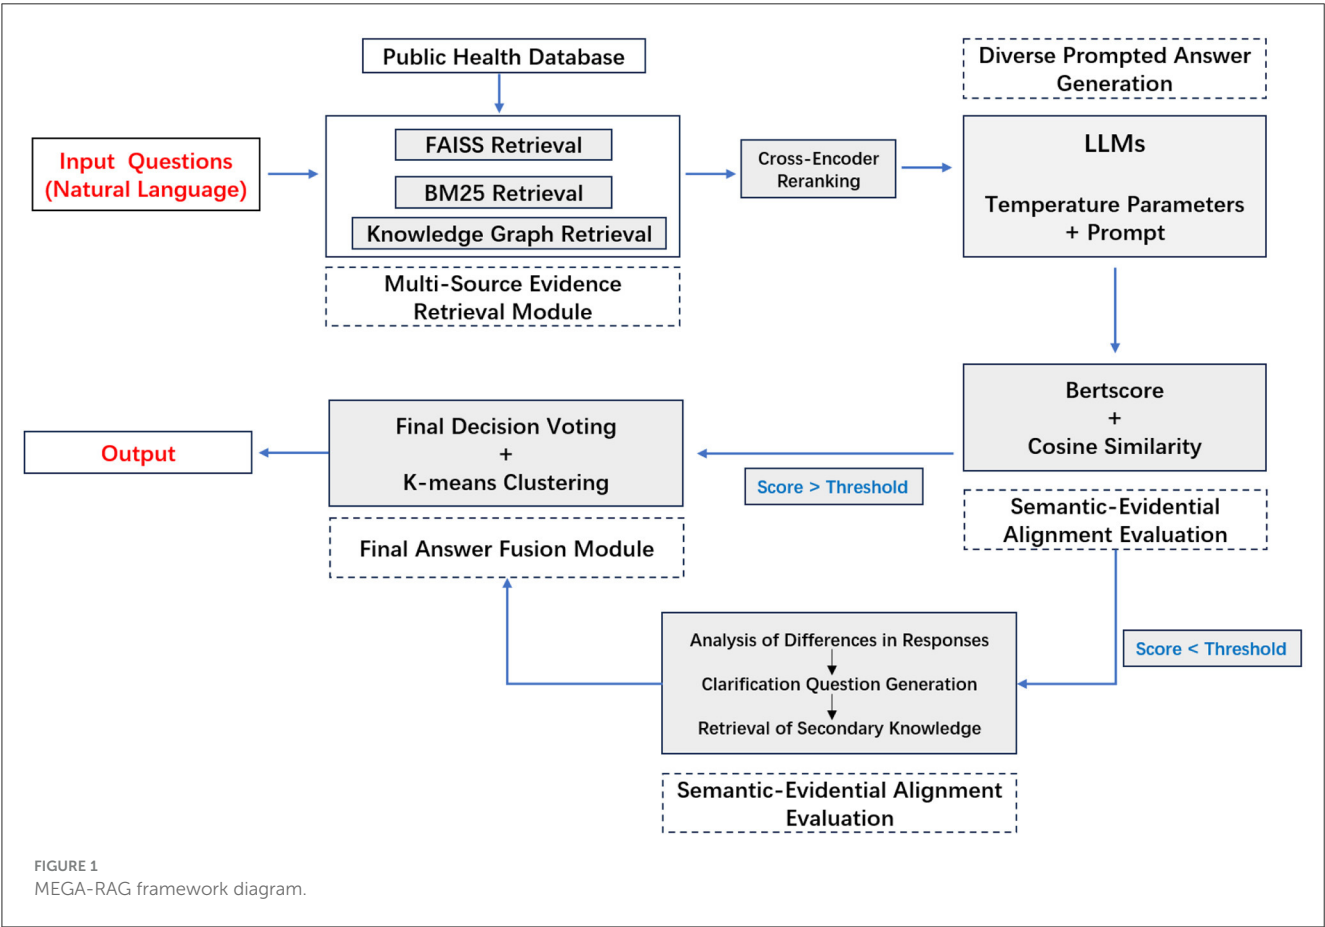 Public Health Database
Diverse Prompted Answer
Generation
Input Questions
(Natural Language)
FAISS Retrieval
BM25 Retrieval
Knowledge Graph Retrieval
Multi-Source Evidence
Retrieval Module
Cross-Encoder
Reranking
LLMs
Temperature Parameters
+ Prompt
Bertscore
+
Cosine Similarity
Semantic-Evidential
Alignment Evaluation
Score > Threshold
Final Decision Voting
+
K-means Clustering
Final Answer Fusion Module
Output
Score < Threshold
Analysis of Differences in Responses
Clarification Question Generation
Retrieval of Secondary Knowledge
Semantic-Evidential Alignment
Evaluation
FIGURE 1
MEGA-RAG framework diagram.